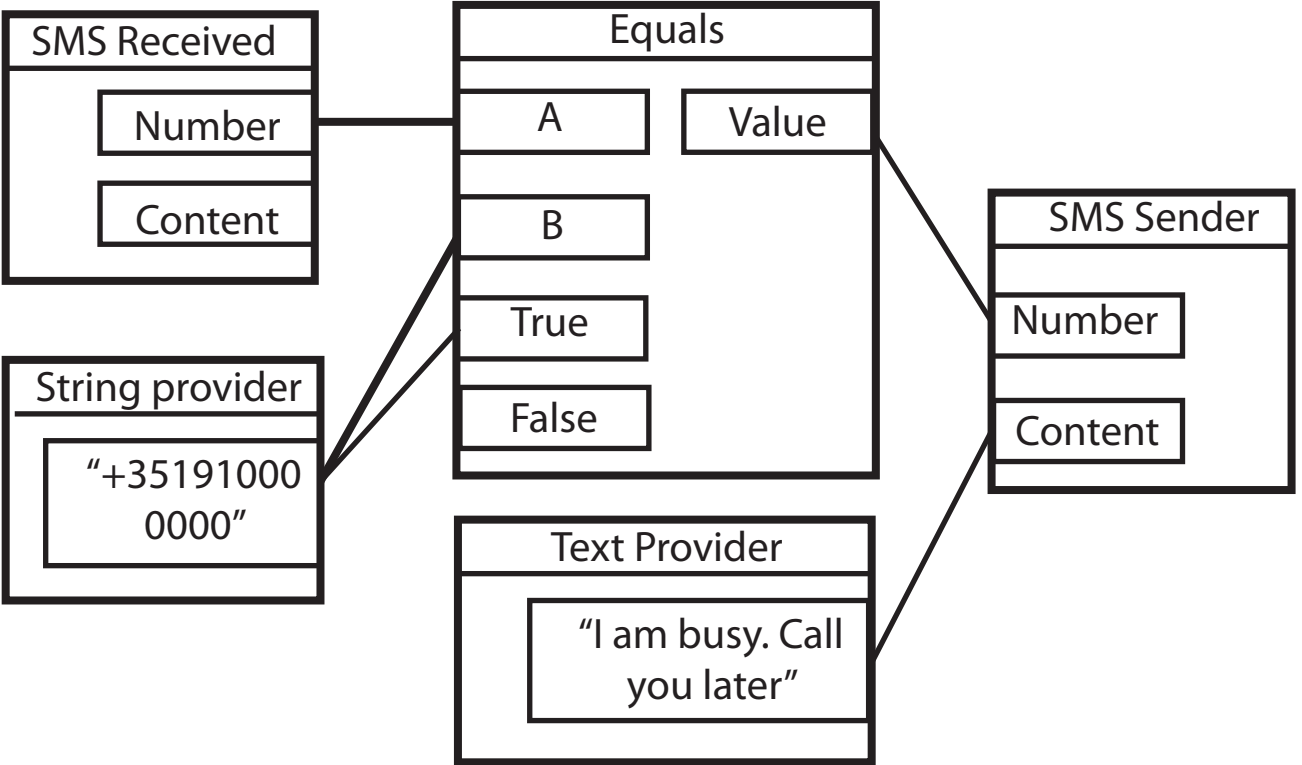 SMS Received
Number
Content
String provider
“+35191000
0000”
Equals
A
Value
B
True
False
Text Provider
“I am busy. Call
you later”
SMS Sender
Number
Content